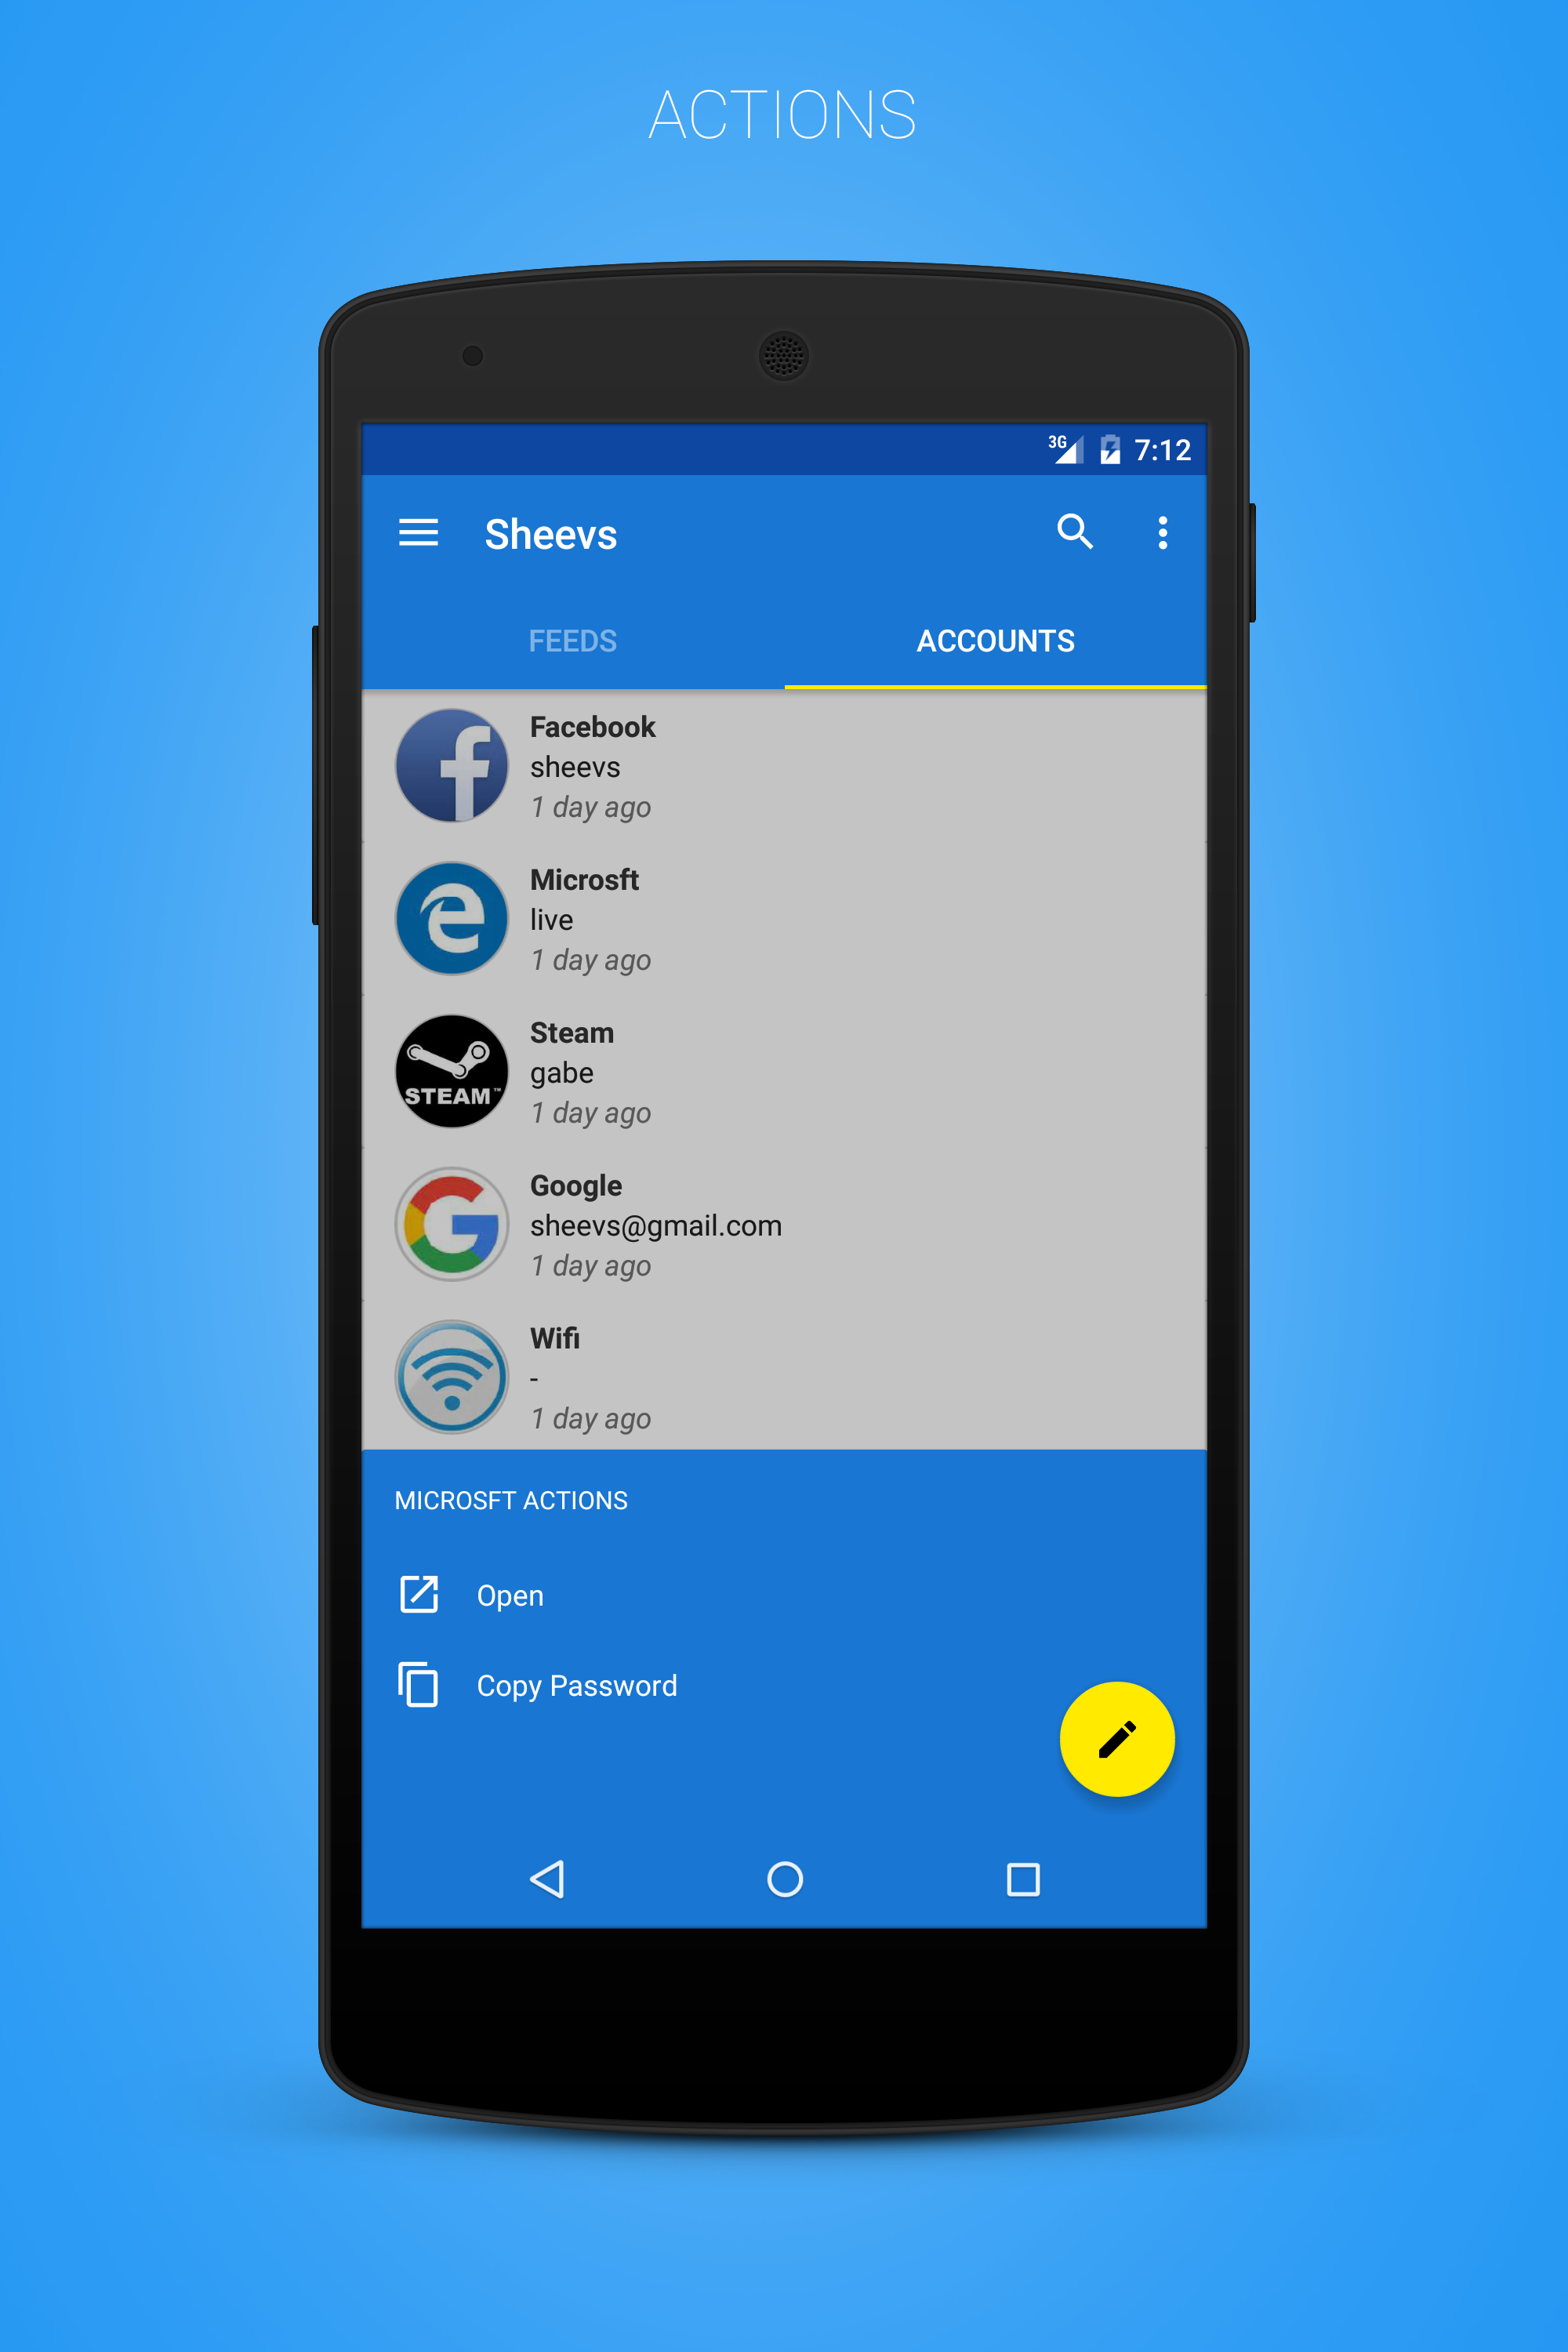 ACTIONS
3G 7:12
Sheevs
FEEDS ACCOUNTS
Facebook
sheevs
1 day ago
Microsft
live
1 day ago
STEAM™
Steam
gabe
1 day ago
Google
sheevs@gmail.com
1 day ago
Wifi
-
1 day ago
MICROSFT ACTIONS
Open
Copy Password